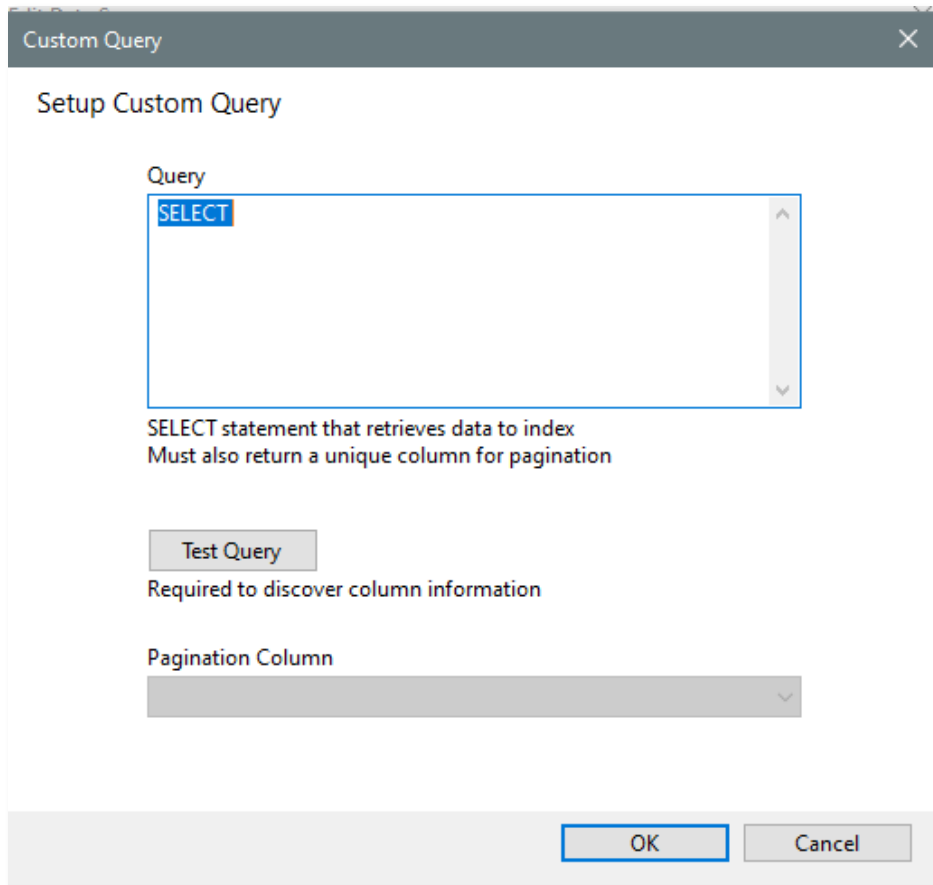 Custom Query
Setup Custom Query
Query
SELECT
SELECT statement that retrieves data to index
Must also return a unique column for pagination
Test Query
Required to discover column information
Pagination Column
OK
Cancel